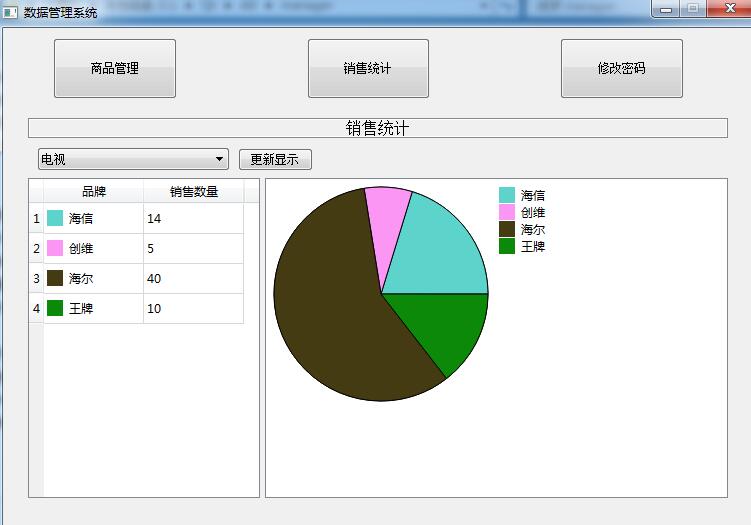 数据管理系统
商品管理 销售统计 修改密码
销售统计
电视 更新显示
品牌 销售数量
1 海信 14
2 创维 5
3 海尔 40
4 王牌 10
海信
创维
海尔
王牌